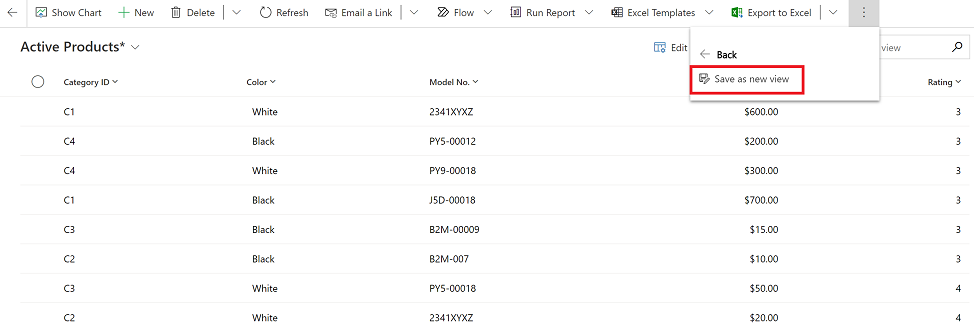 Show Chart New Delete Refresh Email a Link Flow Run Report Excel Templates Export to Excel
Active Products* Edit view
Back
Save as new view
Category ID Color Model No. Rating
C1 White 2341XYXZ $600.00 3
C4 Black PY5-00012 $200.00 3
C4 White PY9-00018 $300.00 3
C1 Black J5D-00018 $700.00 3
C3 Black B2M-00009 $15.00 3
C2 Black B2M-007 $10.00 3
C3 White PY5-00018 $50.00 4
C2 White 2341XYXZ $20.00 4